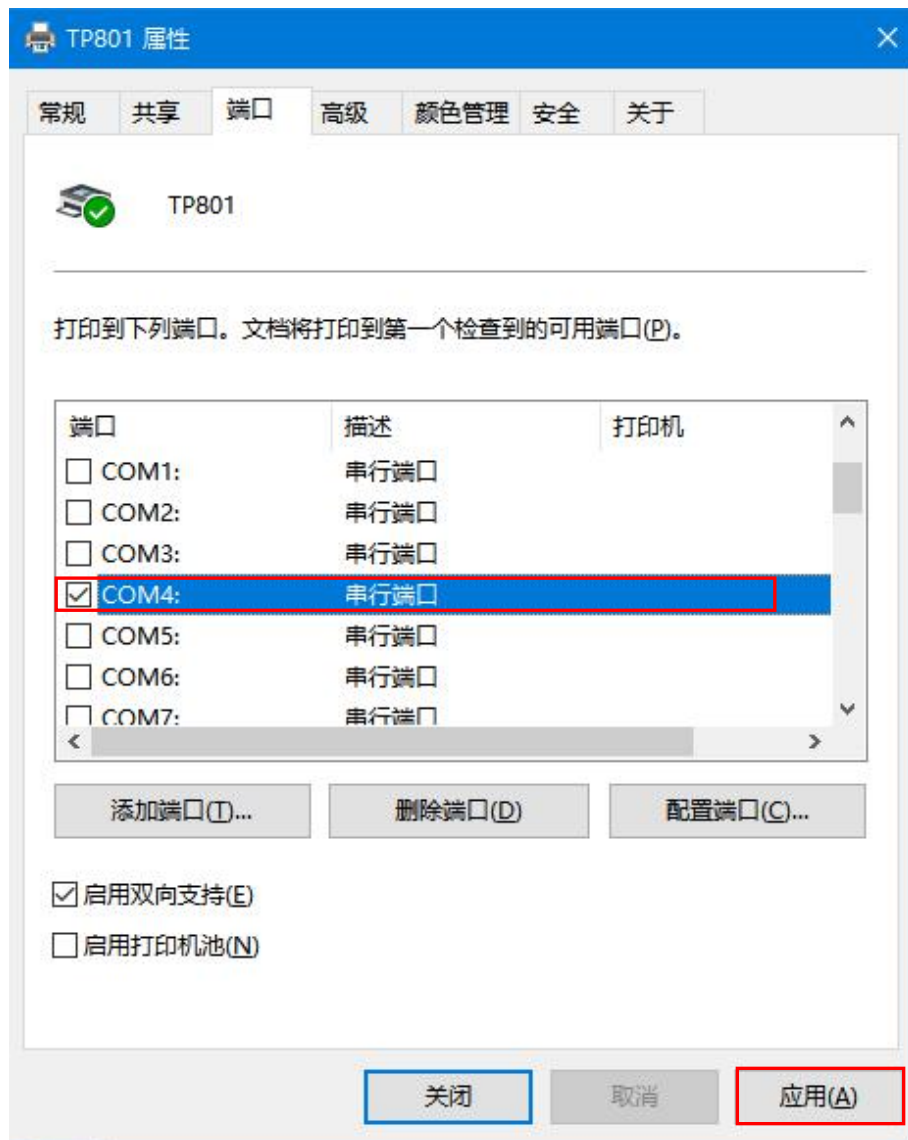 TP801 属性
常规 共享 端口 高级 颜色管理 安全 关于
TP801
打印到下列端口。文档将打印到第一个检查到的可用端口(P)。
端口 描述 打印机
COM1: 串行端口
COM2: 串行端口
COM3: 串行端口
COM4: 串行端口
COM5: 串行端口
COM6: 串行端口
COM7: 串行端口
添加端口(T)... 删除端口(D) 配置端口(C)...
启用双向支持(E)
启用打印机池(N)
关闭 取消 应用(A)